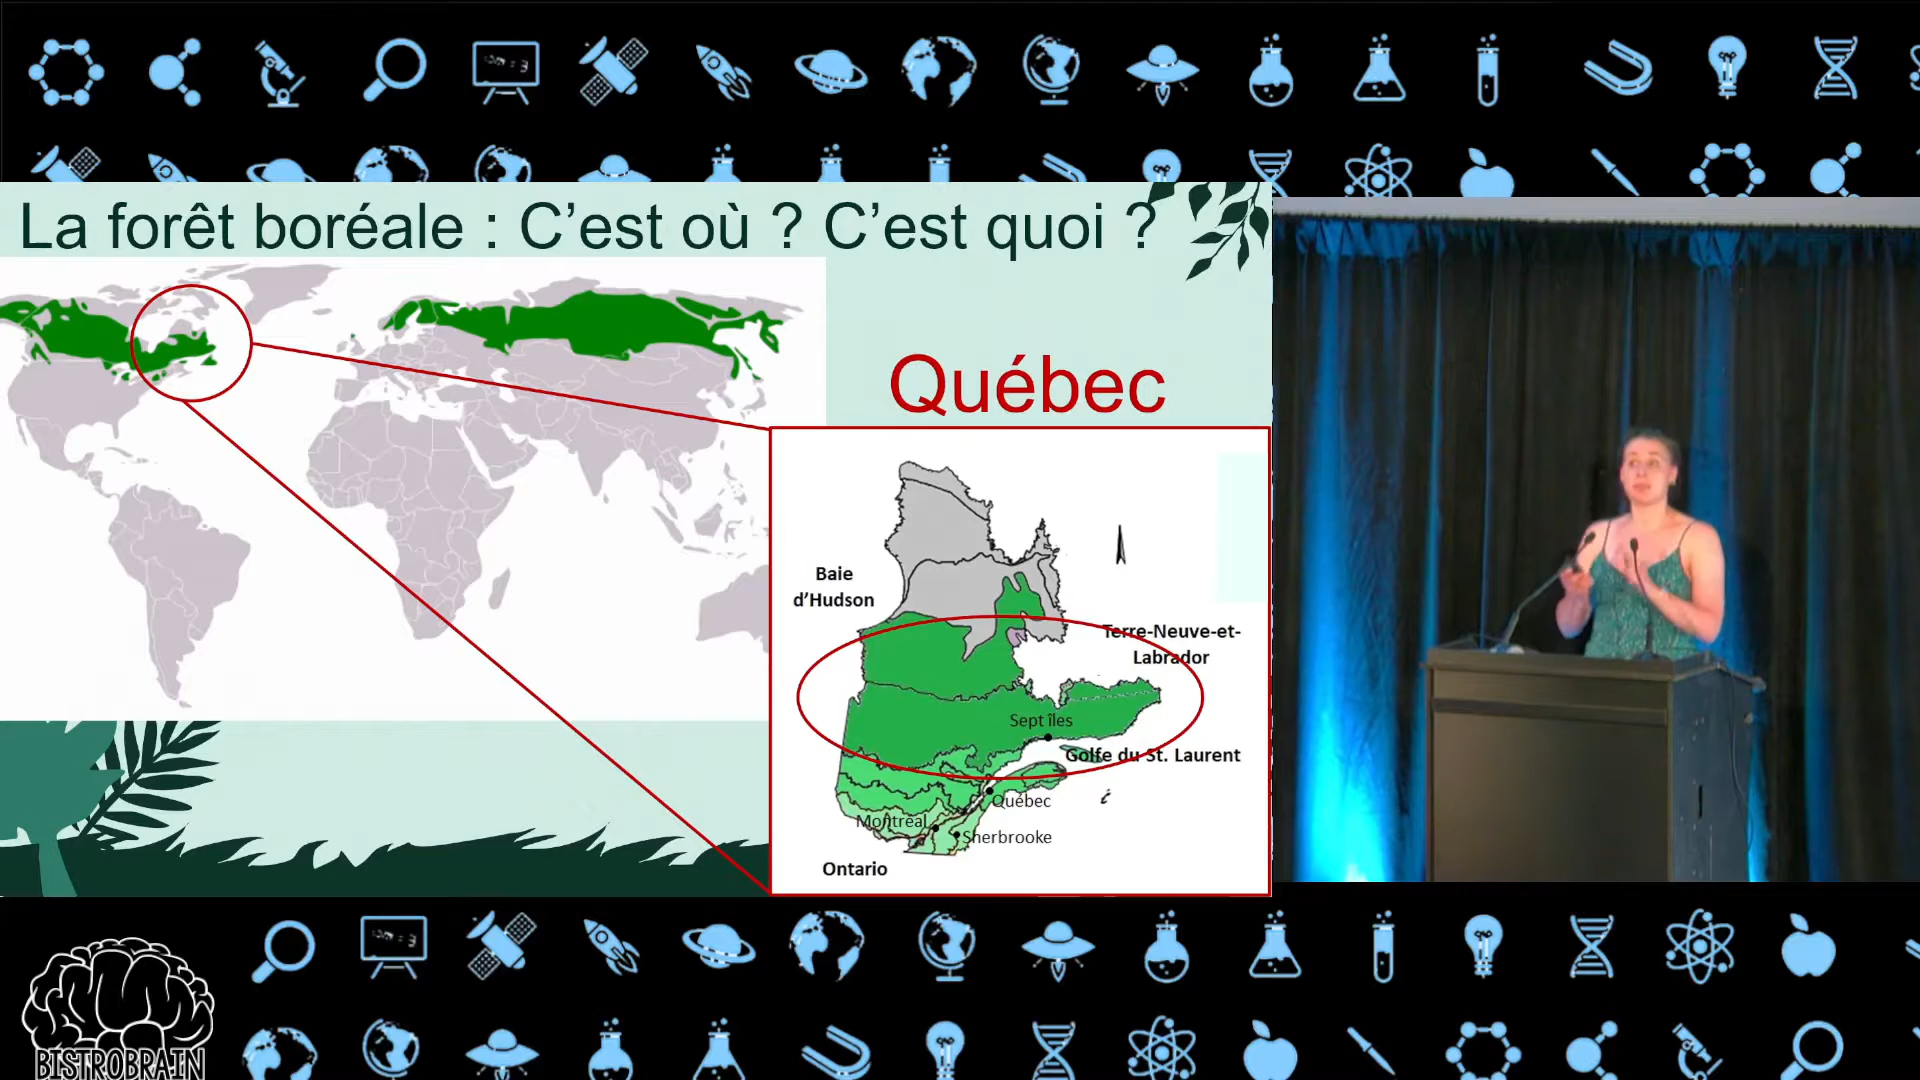 La forêt boréale : C’est où ? C’est quoi ?
Québec
Baie
d’Hudson
Terre-Neuve-et-
Labrador
Sept îles
Golfe du St. Laurent
Québec
Montréal
Sherbrooke
Ontario
BISTROBRAIN